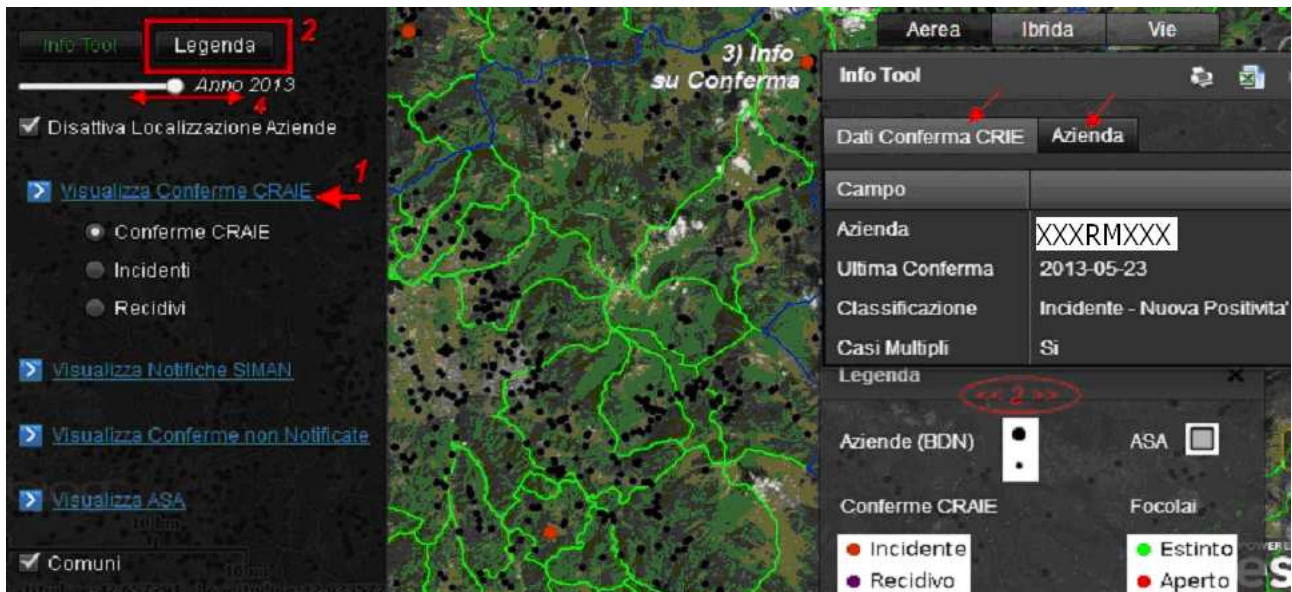 Info Tool
Legenda
2
Anno 2013
4
Disattiva Localizzazione Aziende
Visualizza Conferme CRAIE
1
Conferme CRAIE
Incidenti
Recidivi
Visualizza Notifiche SIMAN
Visualizza Conferme non Notificate
Visualizza ASA
Comuni
3) Info
su Conferma
Aerea
Ibrida
Vie
Info Tool
Dati Conferma CRIE
Azienda
Campo
Azienda
XXXRMXXX
Ultima Conferma
2013-05-23
Classificazione
Incidente - Nuova Positivita'
Casi Multipli
Si
Legenda
<< 2 >>
Aziende (BDN)
ASA
Conferme CRAIE
Focolai
Incidente
Estinto
Recidivo
Aperto